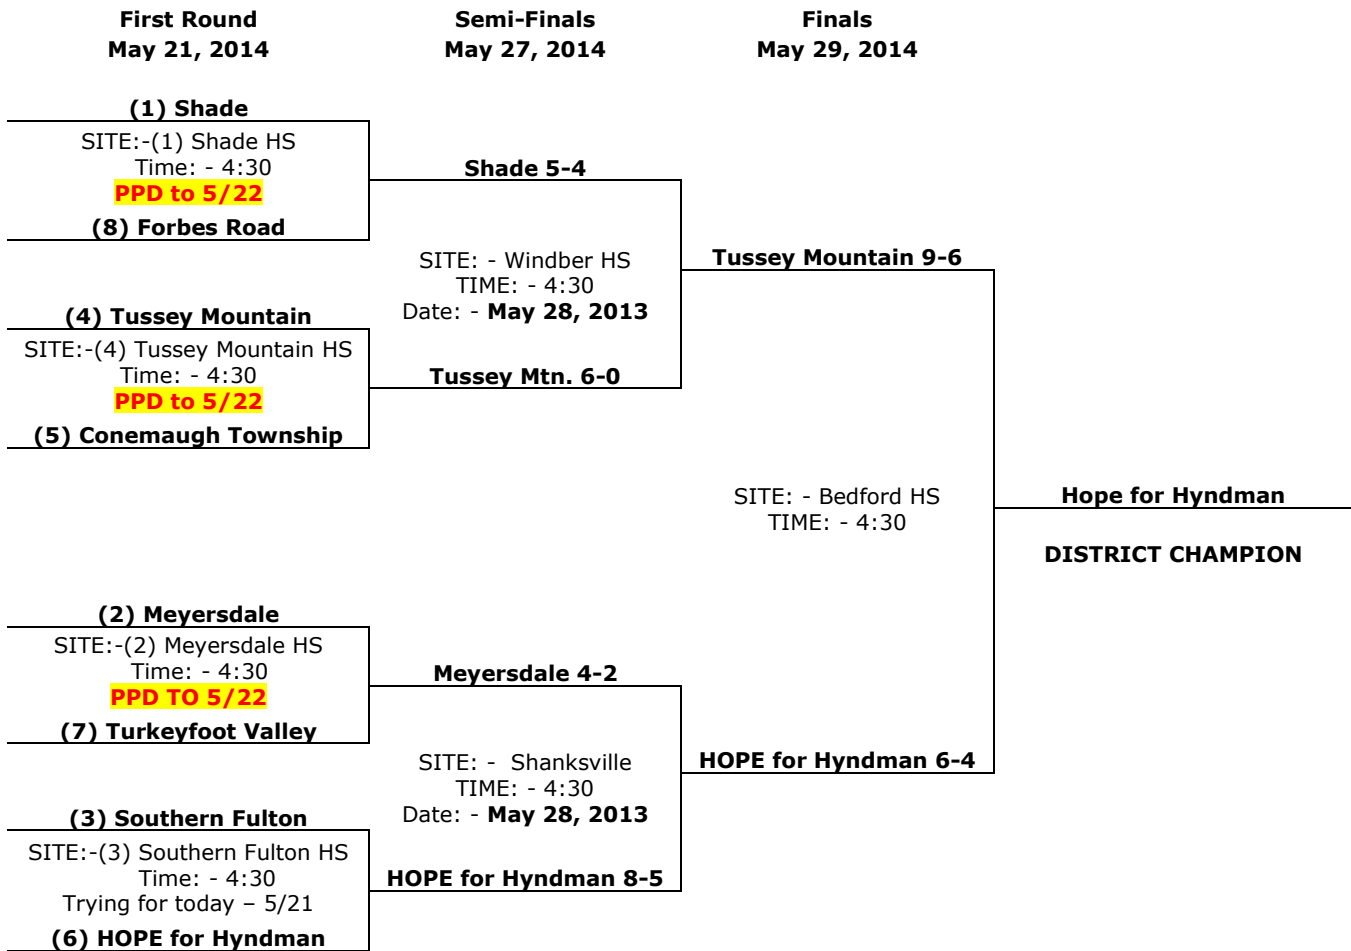 First Round
May 21, 2014
Semi-Finals
May 27, 2014
Finals
May 29, 2014
(1) Shade
SITE:-(1) Shade HS
Time: - 4:30
PPD to 5/22
(8) Forbes Road
(4) Tussey Mountain
SITE:-(4) Tussey Mountain HS
Time: - 4:30
PPD to 5/22
(5) Conemaugh Township
(2) Meyersdale
SITE:-(2) Meyersdale HS
Time: - 4:30
PPD TO 5/22
(7) Turkeyfoot Valley
(3) Southern Fulton
SITE:-(3) Southern Fulton HS
Time: - 4:30
Trying for today – 5/21
(6) HOPE for Hyndman
Shade 5-4
SITE: - Windber HS
TIME: - 4:30
Date: - May 28, 2013
Tussey Mtn. 6-0
Meyersdale 4-2
SITE: - Shanksville
TIME: - 4:30
Date: - May 28, 2013
HOPE for Hyndman 8-5
Tussey Mountain 9-6
SITE: - Bedford HS
TIME: - 4:30
HOPE for Hyndman 6-4
Hope for Hyndman
DISTRICT CHAMPION